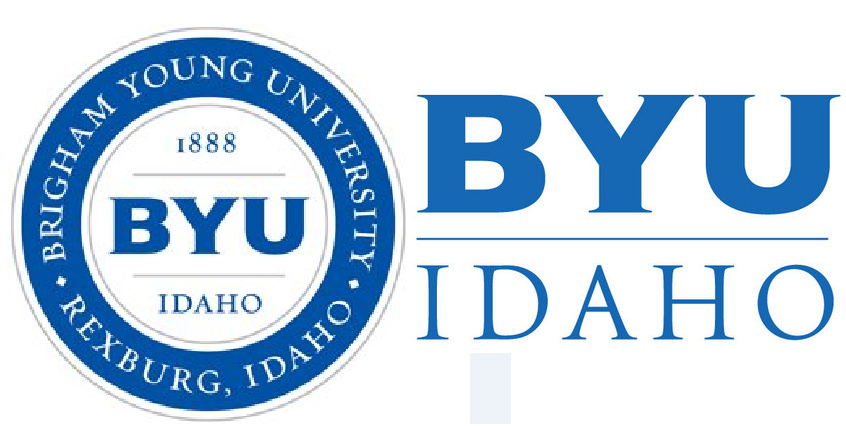 BRIGHAM YOUNG UNIVERSITY
1888
BYU
IDAHO
REXBURG, IDAHO
BYU
IDAHO